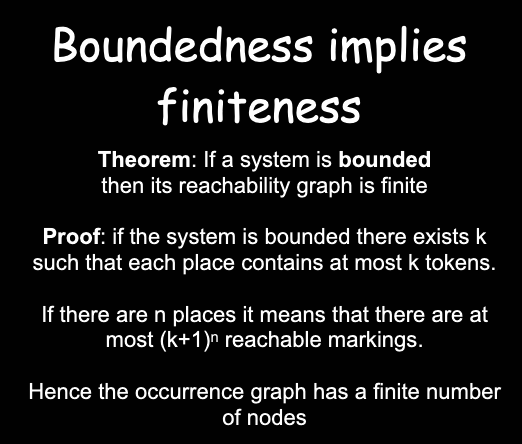 Boundedness implies
finiteness
Theorem: If a system is bounded
then its reachability graph is finite
Proof: if the system is bounded there exists k
such that each place contains at most k tokens.
If there are n places it means that there are at
most (k+1)ⁿ reachable markings.
Hence the occurrence graph has a finite number
of nodes